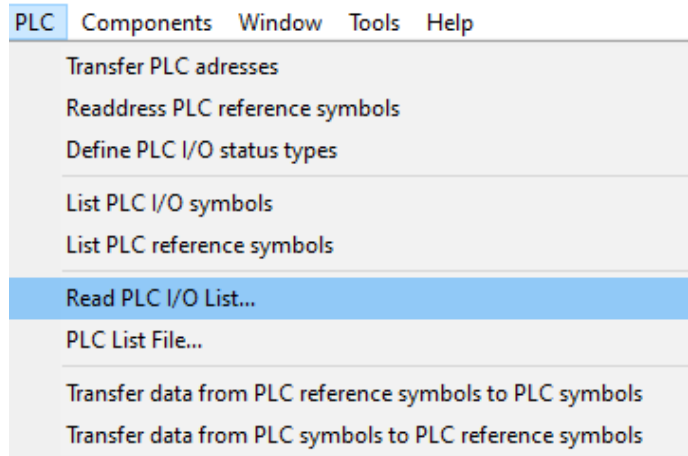 PLC Components Window Tools Help
Transfer PLC adresses
Readdress PLC reference symbols
Define PLC I/O status types
List PLC I/O symbols
List PLC reference symbols
Read PLC I/O List...
PLC List File...
Transfer data from PLC reference symbols to PLC symbols
Transfer data from PLC symbols to PLC reference symbols